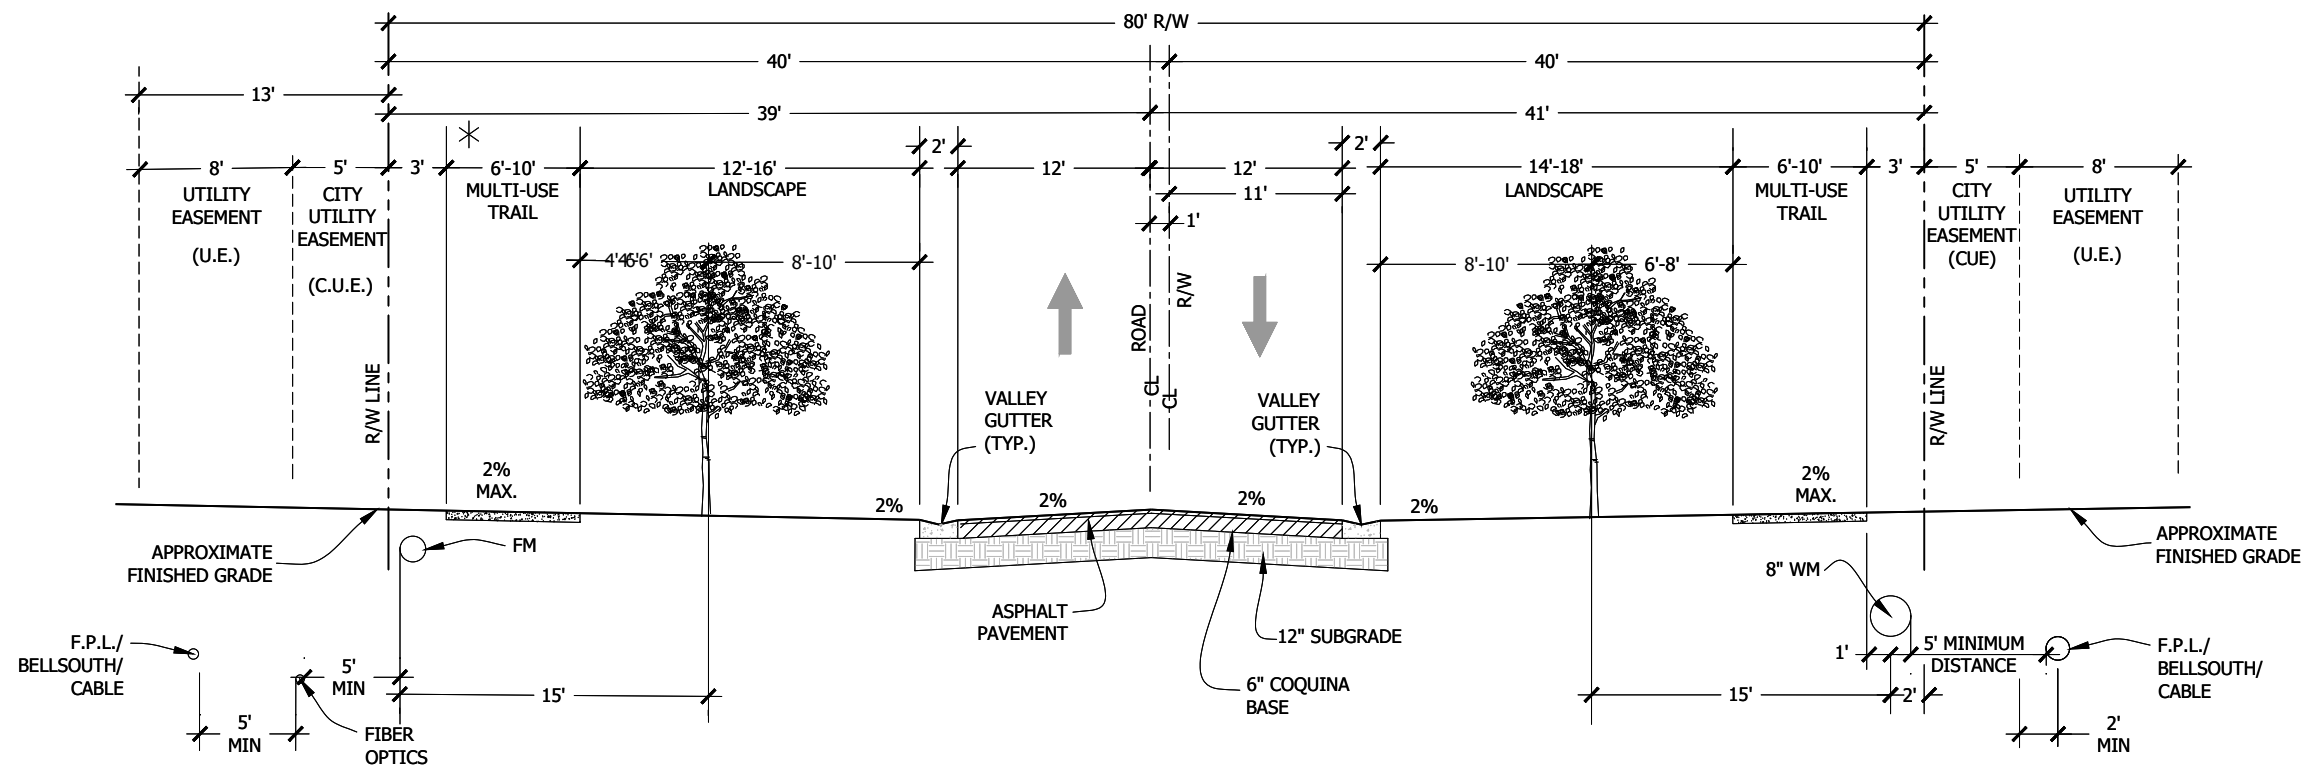 80' R/W
40'
40'
13'
39'
41'
2'
2'
8'
5'
3'
6'-10'
12'-16'
12'
12'
14'-18'
6'-10'
3'
5'
8'
UTILITY
EASEMENT
(U.E.)
CITY
UTILITY
EASEMENT
(C.U.E.)
MULTI-USE
TRAIL
LANDSCAPE
11'
1'
LANDSCAPE
MULTI-USE
TRAIL
CITY
UTILITY
EASEMENT
(CUE)
UTILITY
EASEMENT
(U.E.)
8'-10'
8'-10'
6'-8'
ROAD
CL
R/W
CL
R/W LINE
R/W LINE
VALLEY
GUTTER
(TYP.)
VALLEY
GUTTER
(TYP.)
2%
MAX.
2%
2%
2%
2%
2%
MAX.
APPROXIMATE
FINISHED GRADE
FM
APPROXIMATE
FINISHED GRADE
8" WM
ASPHALT
PAVEMENT
12" SUBGRADE
6" COQUINA
BASE
F.P.L./
BELLSOUTH/
CABLE
5'
MIN
15'
5'
MIN
FIBER
OPTICS
1'
5' MINIMUM
DISTANCE
15'
2'
F.P.L./
BELLSOUTH/
CABLE
2'
MIN